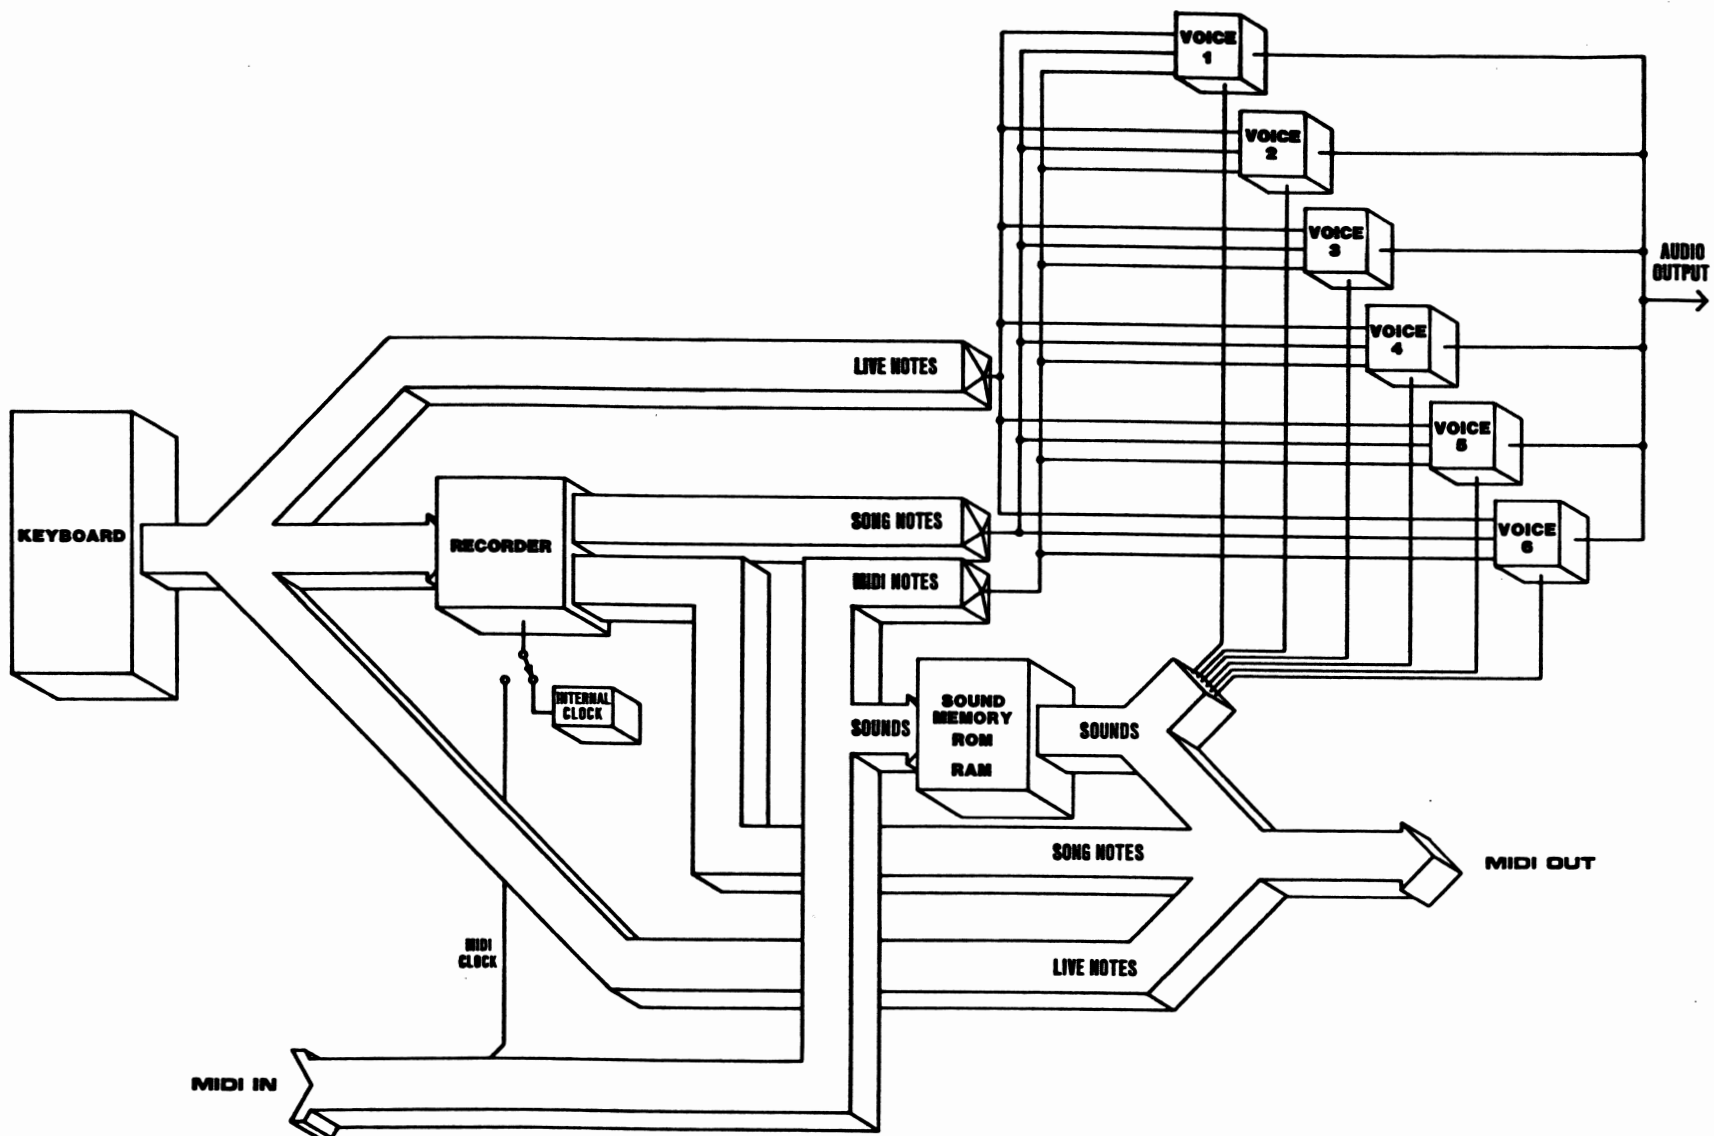 VOICE
1
VOICE
2
VOICE
3
AUDIO
OUTPUT
VOICE
4
LIVE NOTES
VOICE
5
KEYBOARD
RECORDER
SONG NOTES
VOICE
6
MIDI NOTES
INTERNAL
CLOCK
SOUNDS
SOUND
MEMORY
ROM
RAM
SOUNDS
SONG NOTES
MIDI OUT
MIDI
CLOCK
LIVE NOTES
MIDI IN